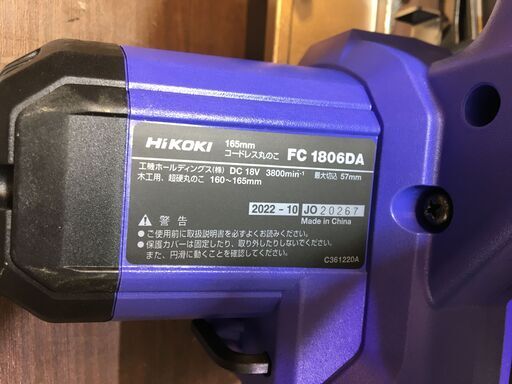 HiKOKI 165mm コードレス丸のこ FC 1806DA
工機ホールディングス(株) DC 18V 3800min⁻¹ 最大切込 57mm
木工用、超硬丸のこ 160〜165mm
2022-10 JO 20267
Made in China
⚠ 警告
●ご使用前に取扱説明書を必ずよくお読みください。
●保護カバーは固定したり、取り外したりしないでください。
また、円滑に動くことを確認してください。
C361220A